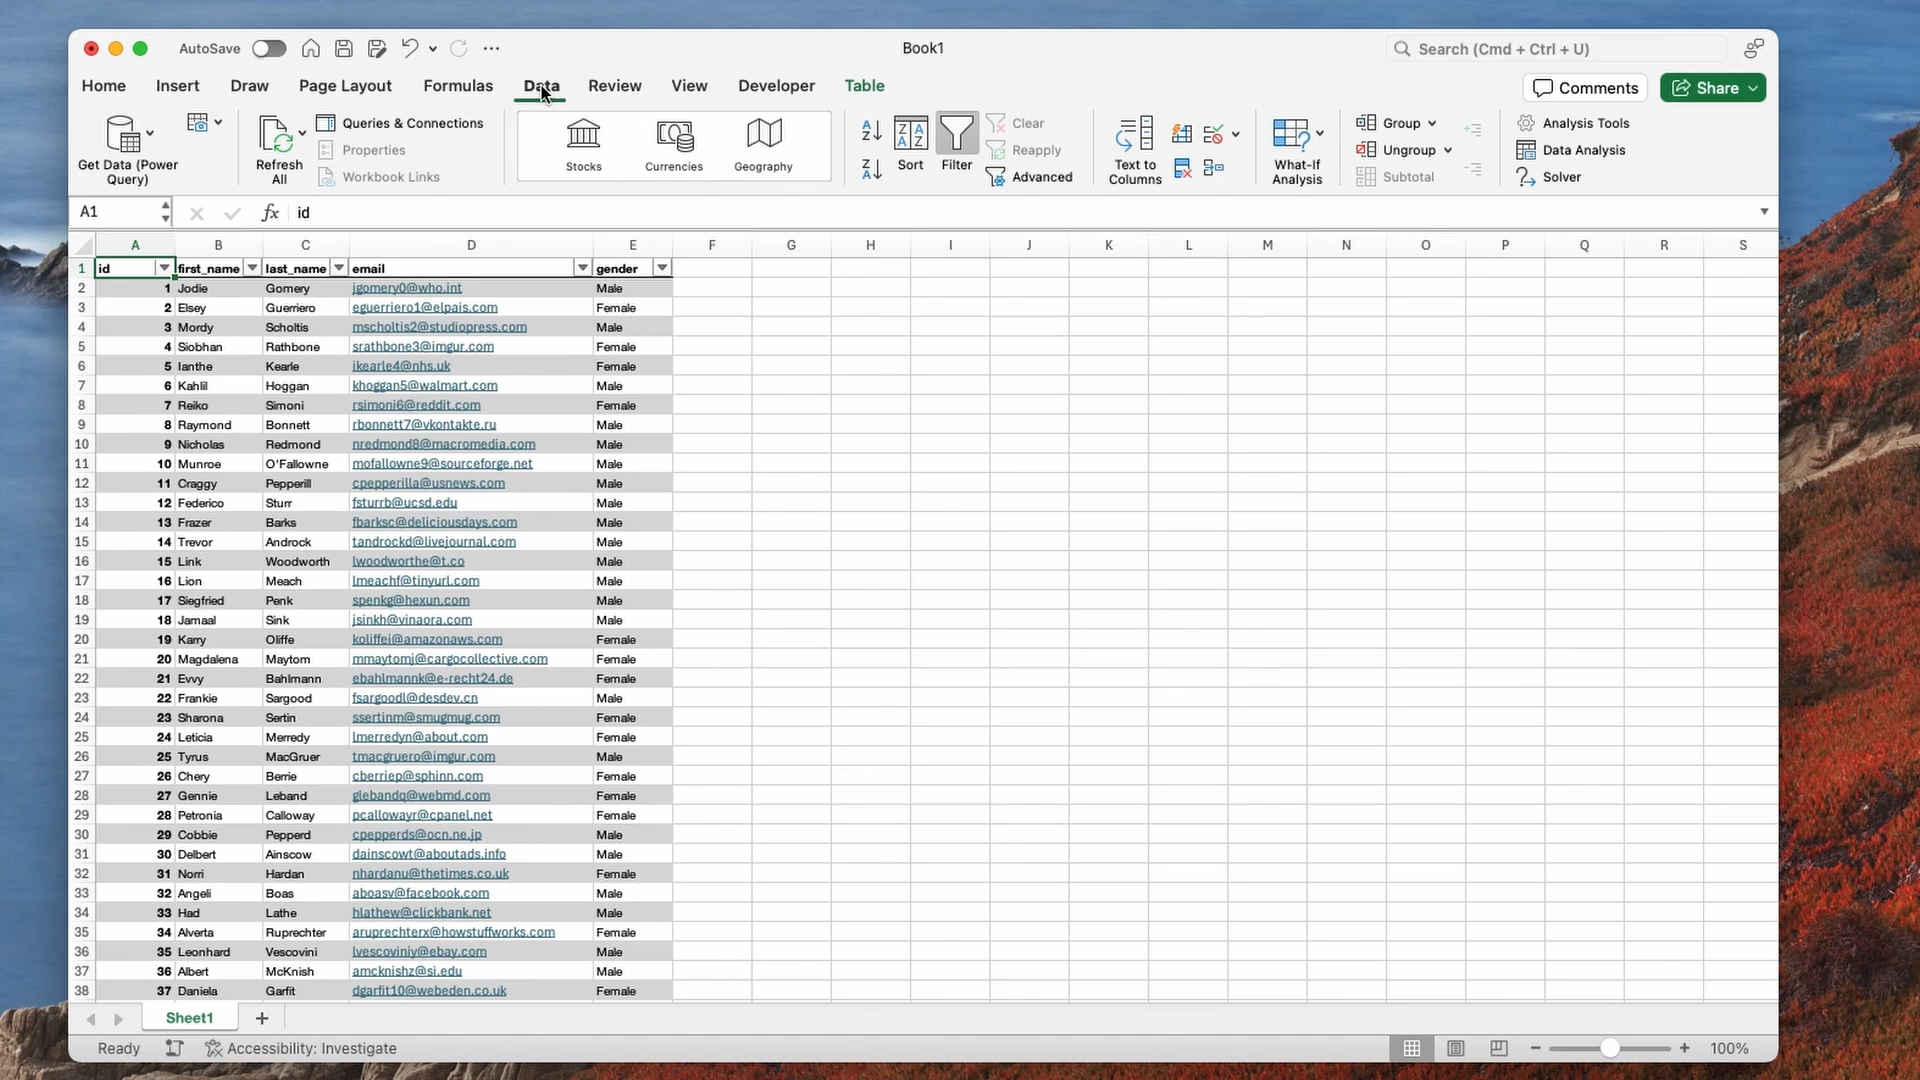 AutoSave
Book1
Search (Cmd + Ctrl + U)
Home Insert Draw Page Layout Formulas Data Review View Developer Table
Comments
Share
Get Data (Power Query)
Refresh All
Queries & Connections
Properties
Workbook Links
Stocks
Currencies
Geography
Sort
Filter
Clear
Reapply
Advanced
Text to Columns
What-If Analysis
Group
Ungroup
Subtotal
Analysis Tools
Data Analysis
Solver
A1
fx id
A B C D E F G H I J K L M N O P Q R S
1 id first_name last_name email gender
2 1 Jodie Gomery jgomery0@who.int Male
3 2 Elsey Guerriero eguerriero1@elpais.com Female
4 3 Mordy Scholtis mscholtis2@studiopress.com Male
5 4 Siobhan Rathbone srathbone3@imgur.com Female
6 5 Ianthe Kearle ikearle4@nhs.uk Female
7 6 Kahlil Hoggan khoggan5@walmart.com Male
8 7 Reiko Simoni rsimoni6@reddit.com Female
9 8 Raymond Bonnett rbonnett7@vkontakte.ru Male
10 9 Nicholas Redmond nredmond8@macromedia.com Male
11 10 Munroe O'Fallowne mofallowne9@sourceforge.net Male
12 11 Craggy Pepperill cpepperilla@usnews.com Male
13 12 Federico Sturr fsturrb@ucsd.edu Male
14 13 Frazer Barks fbarksc@deliciousdays.com Male
15 14 Trevor Androck tandrockd@livejournal.com Male
16 15 Link Woodworth lwoodworthe@t.co Male
17 16 Lion Meach lmeachf@tinyurl.com Male
18 17 Siegfried Penk spenkg@hexun.com Male
19 18 Jamaal Sink jsinkh@vinaora.com Male
20 19 Karry Oliffe koliffei@amazonaws.com Female
21 20 Magdalena Maytom mmaytomj@cargocollective.com Female
22 21 Evvy Bahlmann ebahlmannk@e-recht24.de Female
23 22 Frankie Sargood fsargoodl@desdev.cn Male
24 23 Sharona Sertin ssertinm@smugmug.com Female
25 24 Leticia Merredy lmerredyn@about.com Female
26 25 Tyrus MacGruer tmacgruero@imgur.com Male
27 26 Chery Berrie cberriep@sphinn.com Female
28 27 Gennie Leband glebandq@webmd.com Female
29 28 Petronia Calloway pcallowayr@cpanel.net Female
30 29 Cobbie Pepperd cpepperds@ocn.ne.jp Male
31 30 Delbert Ainscow dainscowt@aboutads.info Male
32 31 Norri Hardan nhardanu@thetimes.co.uk Female
33 32 Angeli Boas aboasv@facebook.com Male
34 33 Had Lathe hlathew@clickbank.net Male
35 34 Alverta Ruprechter aruprechterx@howstuffworks.com Female
36 35 Leonhard Vescovini lvescoviniy@ebay.com Male
37 36 Albert McKnish amcknishz@si.edu Male
38 37 Daniela Garfit dgarfit10@webeden.co.uk Female
Sheet1
Ready
Accessibility: Investigate
100%